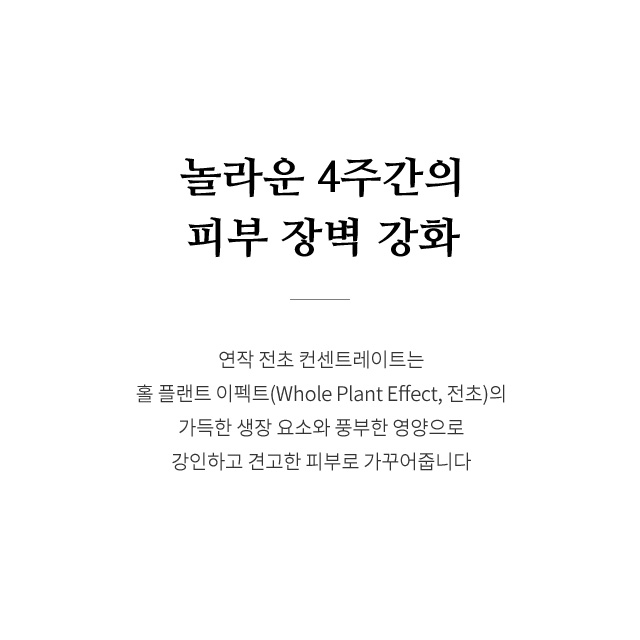 놀라운 4주간의
피부 장벽 강화
연작 전초 컨센트레이트는
홀 플랜트 이펙트(Whole Plant Effect, 전초)의
가득한 생장 요소와 풍부한 영양으로
강인하고 견고한 피부로 가꾸어줍니다